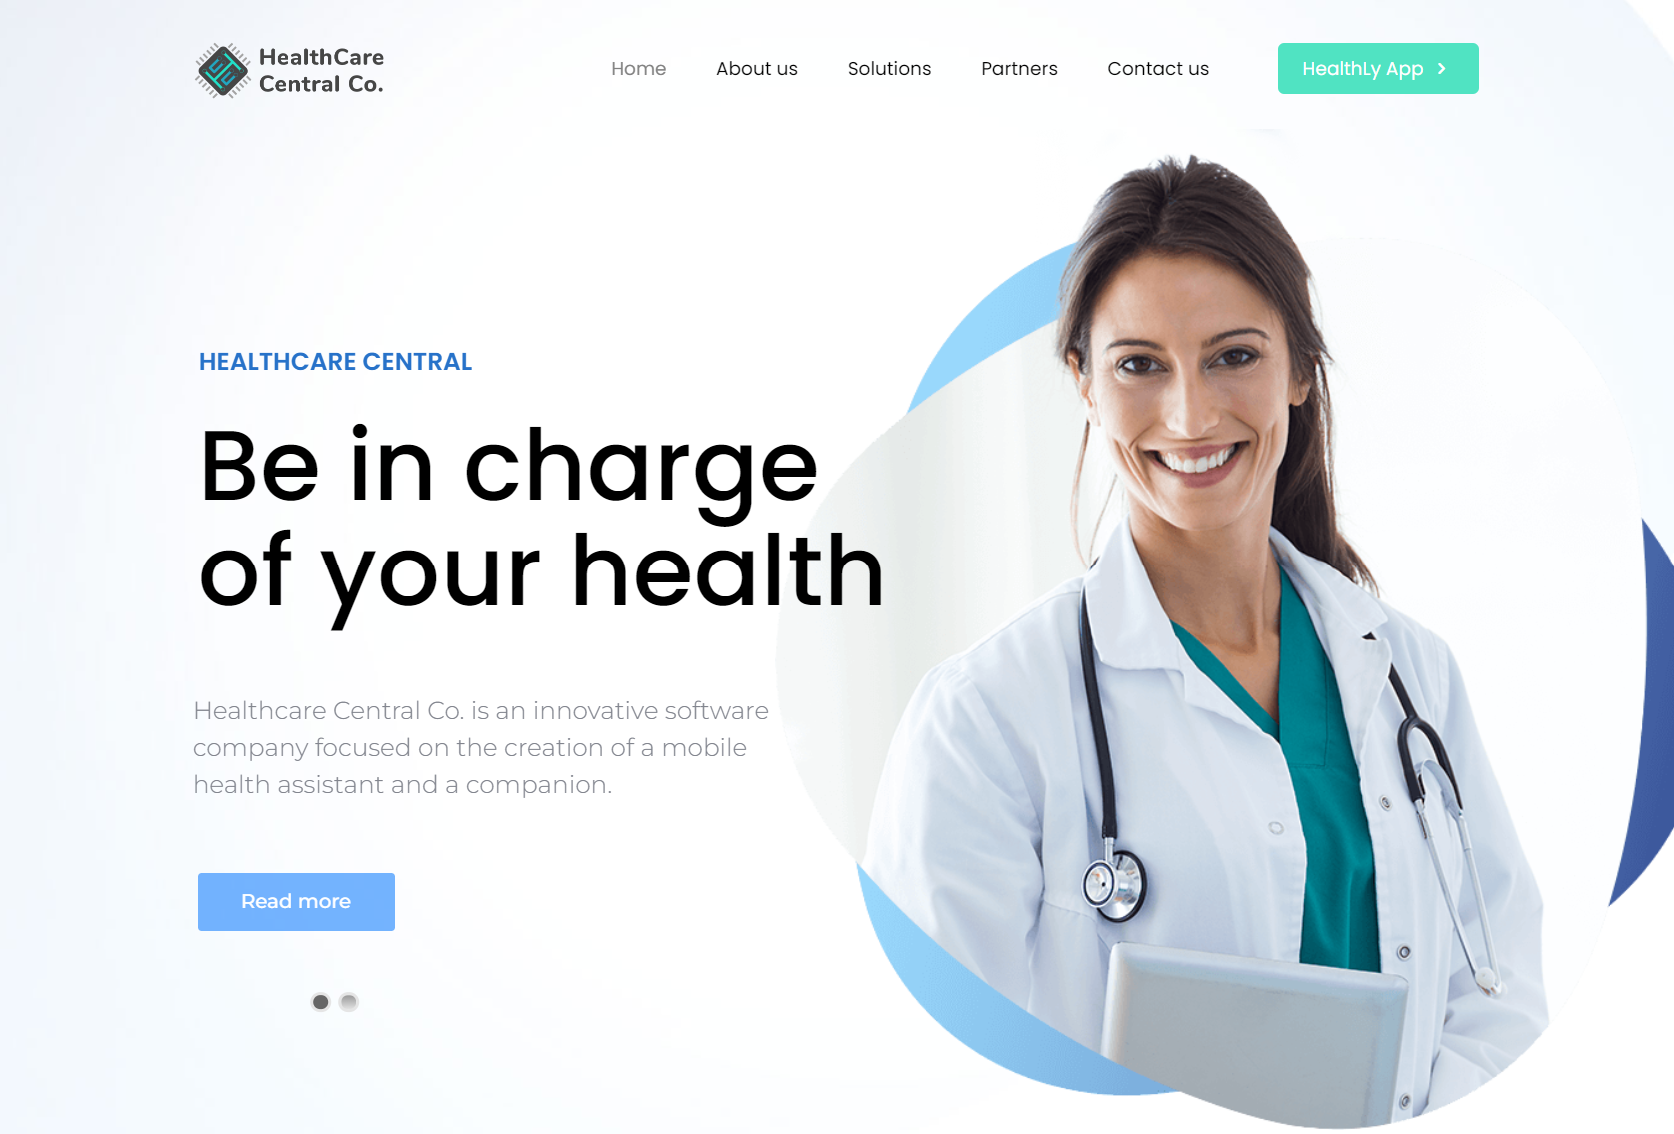 HealthCare
Central Co.
Home
About us
Solutions
Partners
Contact us
HealthLy App
HEALTHCARE CENTRAL
Be in charge
of your health
Healthcare Central Co. is an innovative software
company focused on the creation of a mobile
health assistant and a companion.
Read more